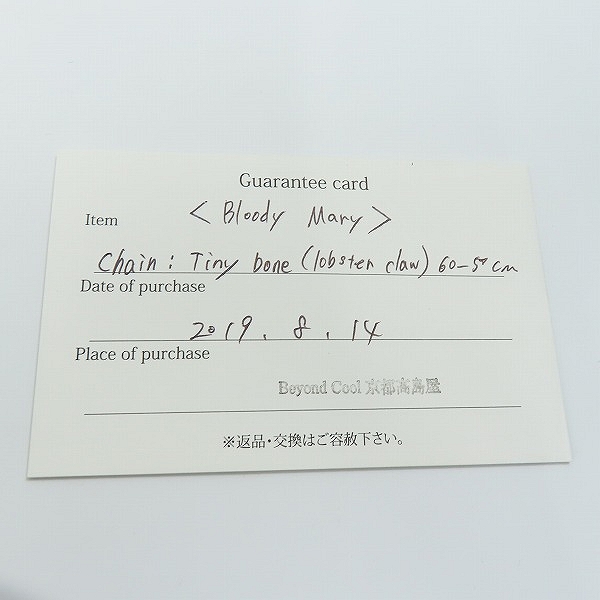 Guarantee card
Item < Bloody Mary >
Chain : Tiny bone (lobster claw) 60-50 cm
Date of purchase
2019 . 8 . 14
Place of purchase
Beyond Cool 京都高島屋
※返品・交換はご容赦下さい。